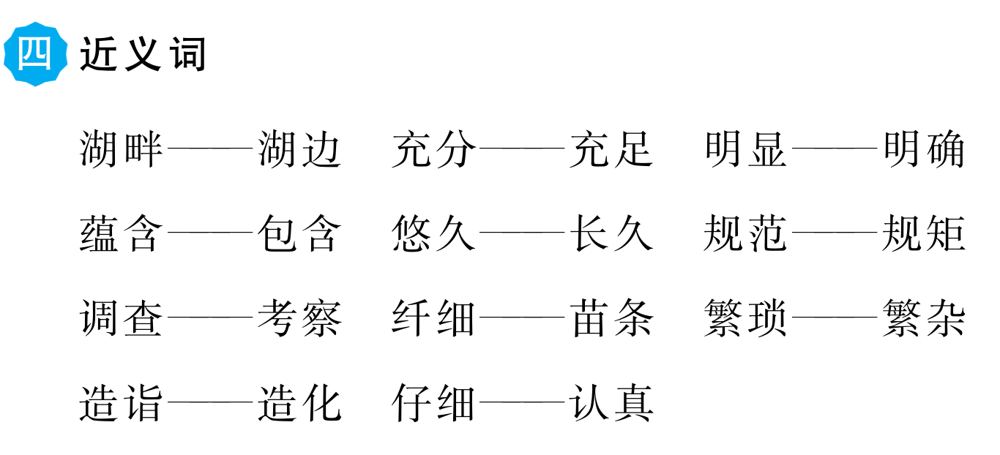 四 近义词
湖畔——湖边 充分——充足 明显——明确
蕴含——包含 悠久——长久 规范——规矩
调查——考察 纤细——苗条 繁琐——繁杂
造诣——造化 仔细——认真